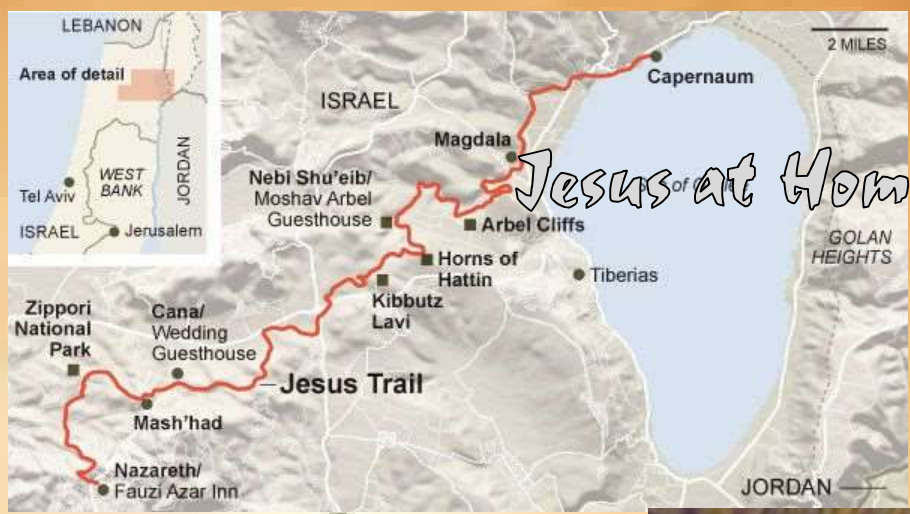 LEBANON
Area of detail
WEST
BANK
JORDAN
Tel Aviv
ISRAEL
Jerusalem
2 MILES
Capernaum
ISRAEL
Magdala
Jesus at Hom
Nebi Shu'eib/
Moshav Arbel
Guesthouse
Arbel Cliffs
GOLAN
HEIGHTS
Horns of
Hattin
Tiberias
Kibbutz
Lavi
Zippori
National
Park
Cana/
Wedding
Guesthouse
Jesus Trail
Mash'had
Nazareth/
Fauzi Azar Inn
JORDAN